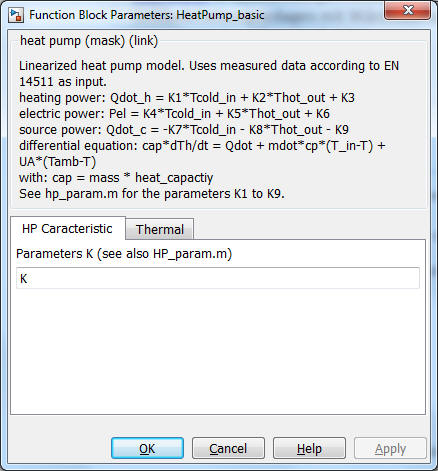 Function Block Parameters: HeatPump_basic
heat pump (mask) (link)
Linearized heat pump model. Uses measured data according to EN
14511 as input.
heating power: Qdot_h = K1*Tcold_in + K2*Thot_out + K3
electric power: Pel = K4*Tcold_in + K5*Thot_out + K6
source power: Qdot_c = -K7*Tcold_in - K8*Thot_out - K9
differential equation: cap*dTh/dt = Qdot + mdot*cp*(T_in-T) +
UA*(Tamb-T)
with: cap = mass * heat_capactiy
See hp_param.m for the parameters K1 to K9.
HP Caracteristic Thermal
Parameters K (see also HP_param.m)
K
OK Cancel Help Apply